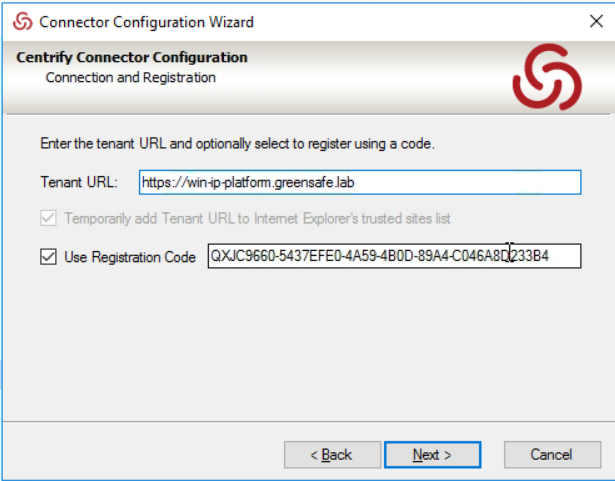 Connector Configuration Wizard
Centrify Connector Configuration
Connection and Registration
Enter the tenant URL and optionally select to register using a code.
Tenant URL: https://win-ip-platform.greensafe.lab
Temporarily add Tenant URL to Internet Explorer's trusted sites list
Use Registration Code QXJC9660-5437EFE0-4A59-4B0D-89A4-C046A8D233B4
< Back Next > Cancel